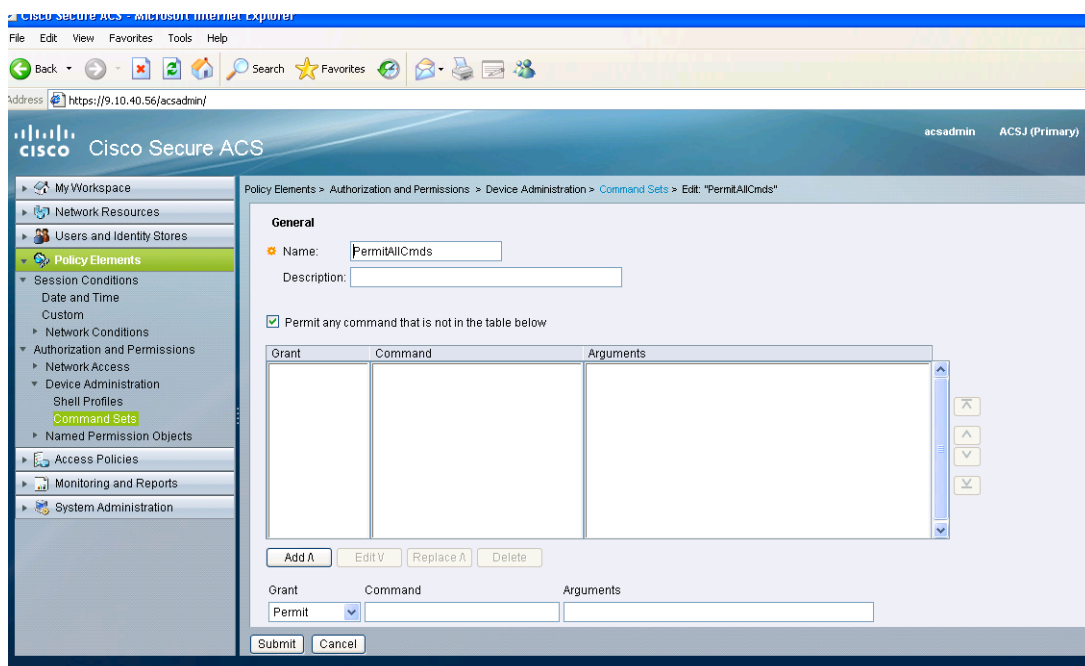 Cisco Secure ACS - Microsoft Internet Explorer
File Edit View Favorites Tools Help
Back Search Favorites
Address https://9.10.40.56/acsadmin/
CISCO Cisco Secure ACS
acsadmin ACSJ (Primary)
My Workspace
Network Resources
Users and Identity Stores
Policy Elements
Session Conditions
Date and Time
Custom
Network Conditions
Authorization and Permissions
Network Access
Device Administration
Shell Profiles
Command Sets
Named Permission Objects
Access Policies
Monitoring and Reports
System Administration
Policy Elements > Authorization and Permissions > Device Administration > Command Sets > Edit: "PermitAllCmds"
General
Name: PermitAllCmds
Description:
Permit any command that is not in the table below
Grant Command Arguments
Add Λ Edit V Replace Λ Delete
Grant Command Arguments
Permit
Submit Cancel